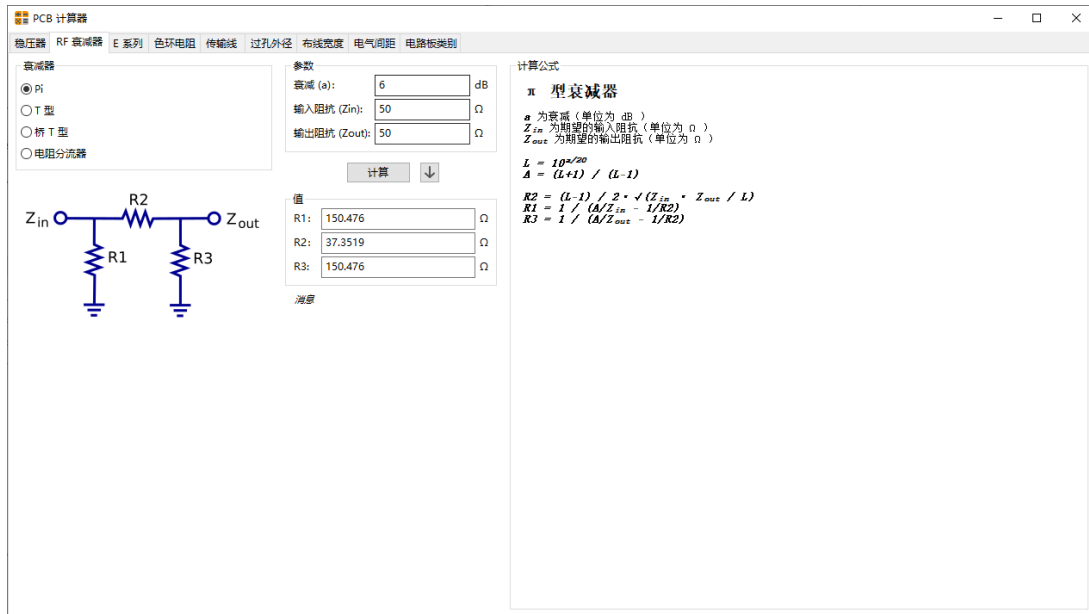 PCB 计算器
稳压器 RF 衰减器 E 系列 色环电阻 传输线 过孔外径 布线宽度 电气间距 电路板类别
衰减器
Pi
T 型
桥 T 型
电阻分流器
Zin
R2
Zout
R1
R3
参数
衰减 (a): 6 dB
输入阻抗 (Zin): 50 Ω
输出阻抗 (Zout): 50 Ω
计算
值
R1: 150.476 Ω
R2: 37.3519 Ω
R3: 150.476 Ω
消息
计算公式
π 型衰减器
a 为衰减(单位为 dB )
Zin 为期望的输入阻抗(单位为 Ω )
Zout 为期望的输出阻抗(单位为 Ω )
L = 10^a/20
A = (L+1) / (L-1)
R2 = (L-1) / 2·√(Zin · Zout / L)
R1 = 1 / (A/Zin - 1/R2)
R3 = 1 / (A/Zout - 1/R2)